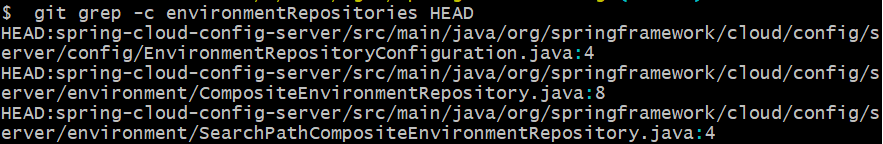 $  git grep -c environmentRepositories HEAD
HEAD:spring-cloud-config-server/src/main/java/org/springframework/cloud/config/s
erver/config/EnvironmentRepositoryConfiguration.java:4
HEAD:spring-cloud-config-server/src/main/java/org/springframework/cloud/config/s
erver/environment/CompositeEnvironmentRepository.java:8
HEAD:spring-cloud-config-server/src/main/java/org/springframework/cloud/config/s
erver/environment/SearchPathCompositeEnvironmentRepository.java:4